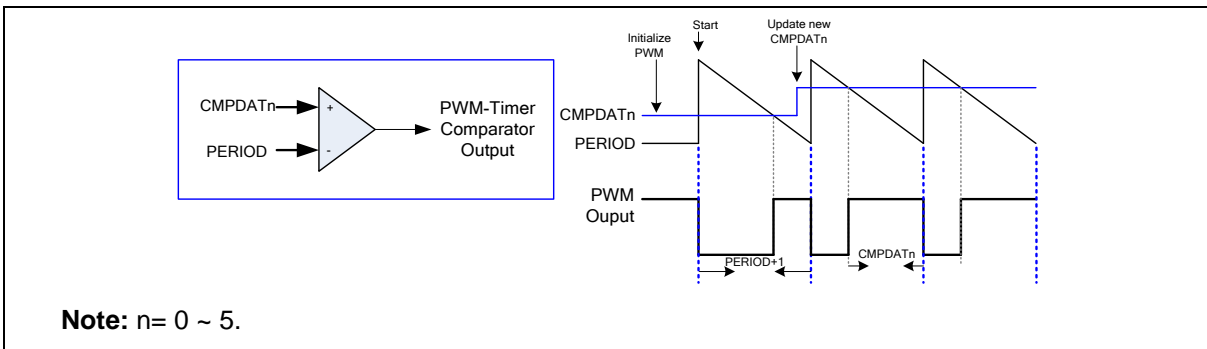 CMPDATn
PERIOD
+
-
PWM-Timer
Comparator
Output
Initialize
PWM
Start
Update new
CMPDATn
CMPDATn
PERIOD
PWM
Ouput
PERIOD+1
CMPDATn
Note: n= 0 ~ 5.